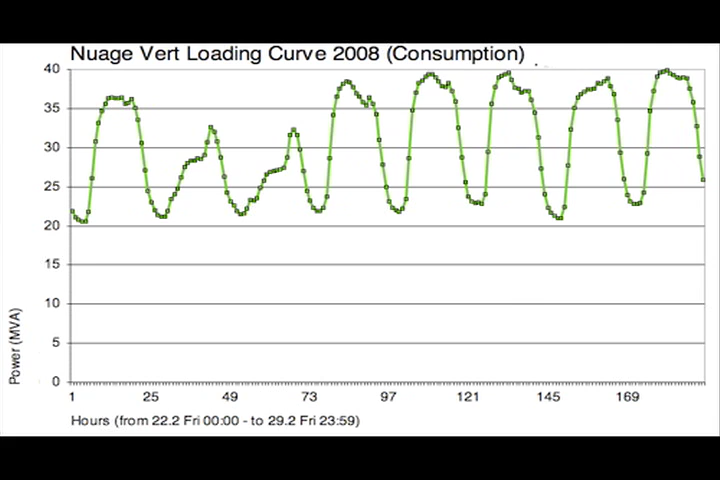 Nuage Vert Loading Curve 2008 (Consumption)
40
35
30
25
20
15
10
5
0
Power (MVA)
1 25 49 73 97 121 145 169
Hours (from 22.2 Fri 00:00 - to 29.2 Fri 23:59)